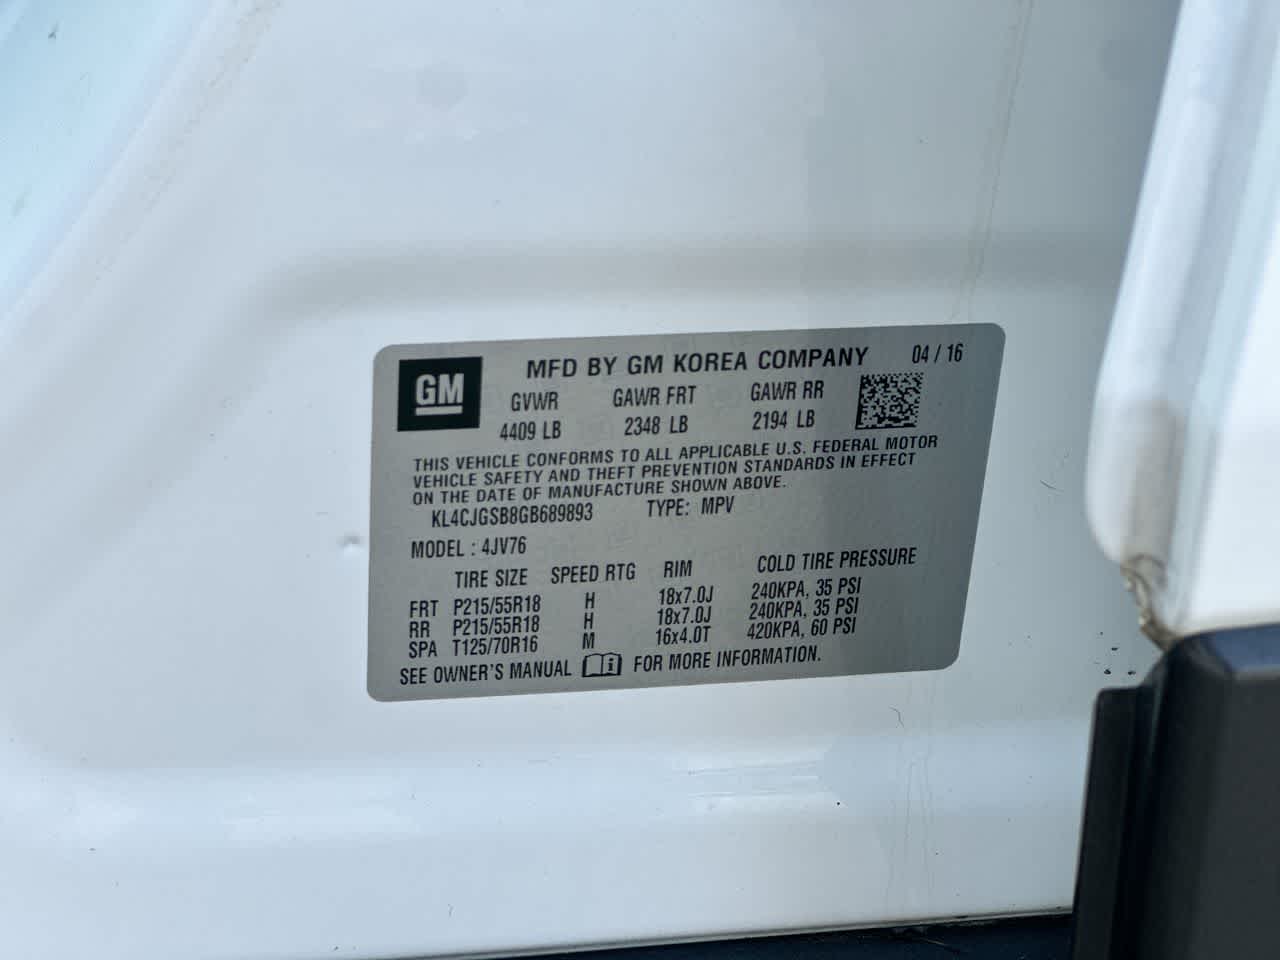 GM
MFD BY GM KOREA COMPANY 04 / 16
GVWR GAWR FRT GAWR RR
4409 LB 2348 LB 2194 LB
THIS VEHICLE CONFORMS TO ALL APPLICABLE U.S. FEDERAL MOTOR
VEHICLE SAFETY AND THEFT PREVENTION STANDARDS IN EFFECT
ON THE DATE OF MANUFACTURE SHOWN ABOVE.
KL4CJGSB8GB689893 TYPE: MPV
MODEL : 4JV76
TIRE SIZE SPEED RTG RIM COLD TIRE PRESSURE
FRT P215/55R18 H 18x7.0J 240KPA, 35 PSI
RR P215/55R18 H 18x7.0J 240KPA, 35 PSI
SPA T125/70R16 M 16x4.0T 420KPA, 60 PSI
SEE OWNER'S MANUAL i FOR MORE INFORMATION.